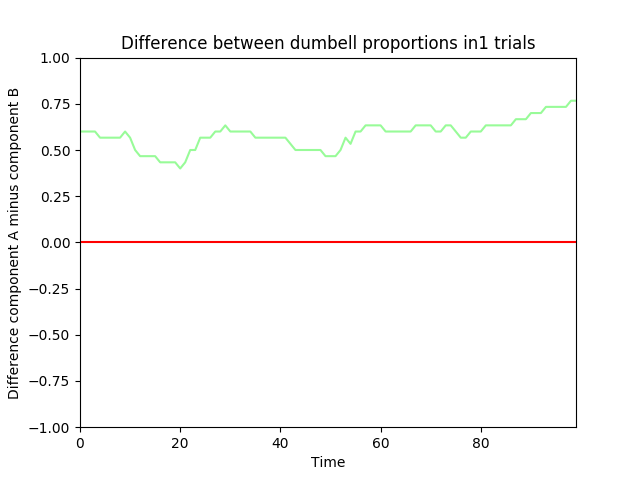 Difference between dumbell proportions in1 trials
1.00
0.75
0.50
0.25
0.00
−0.25
−0.50
−0.75
−1.00
Difference component A minus component B
0 20 40 60 80
Time